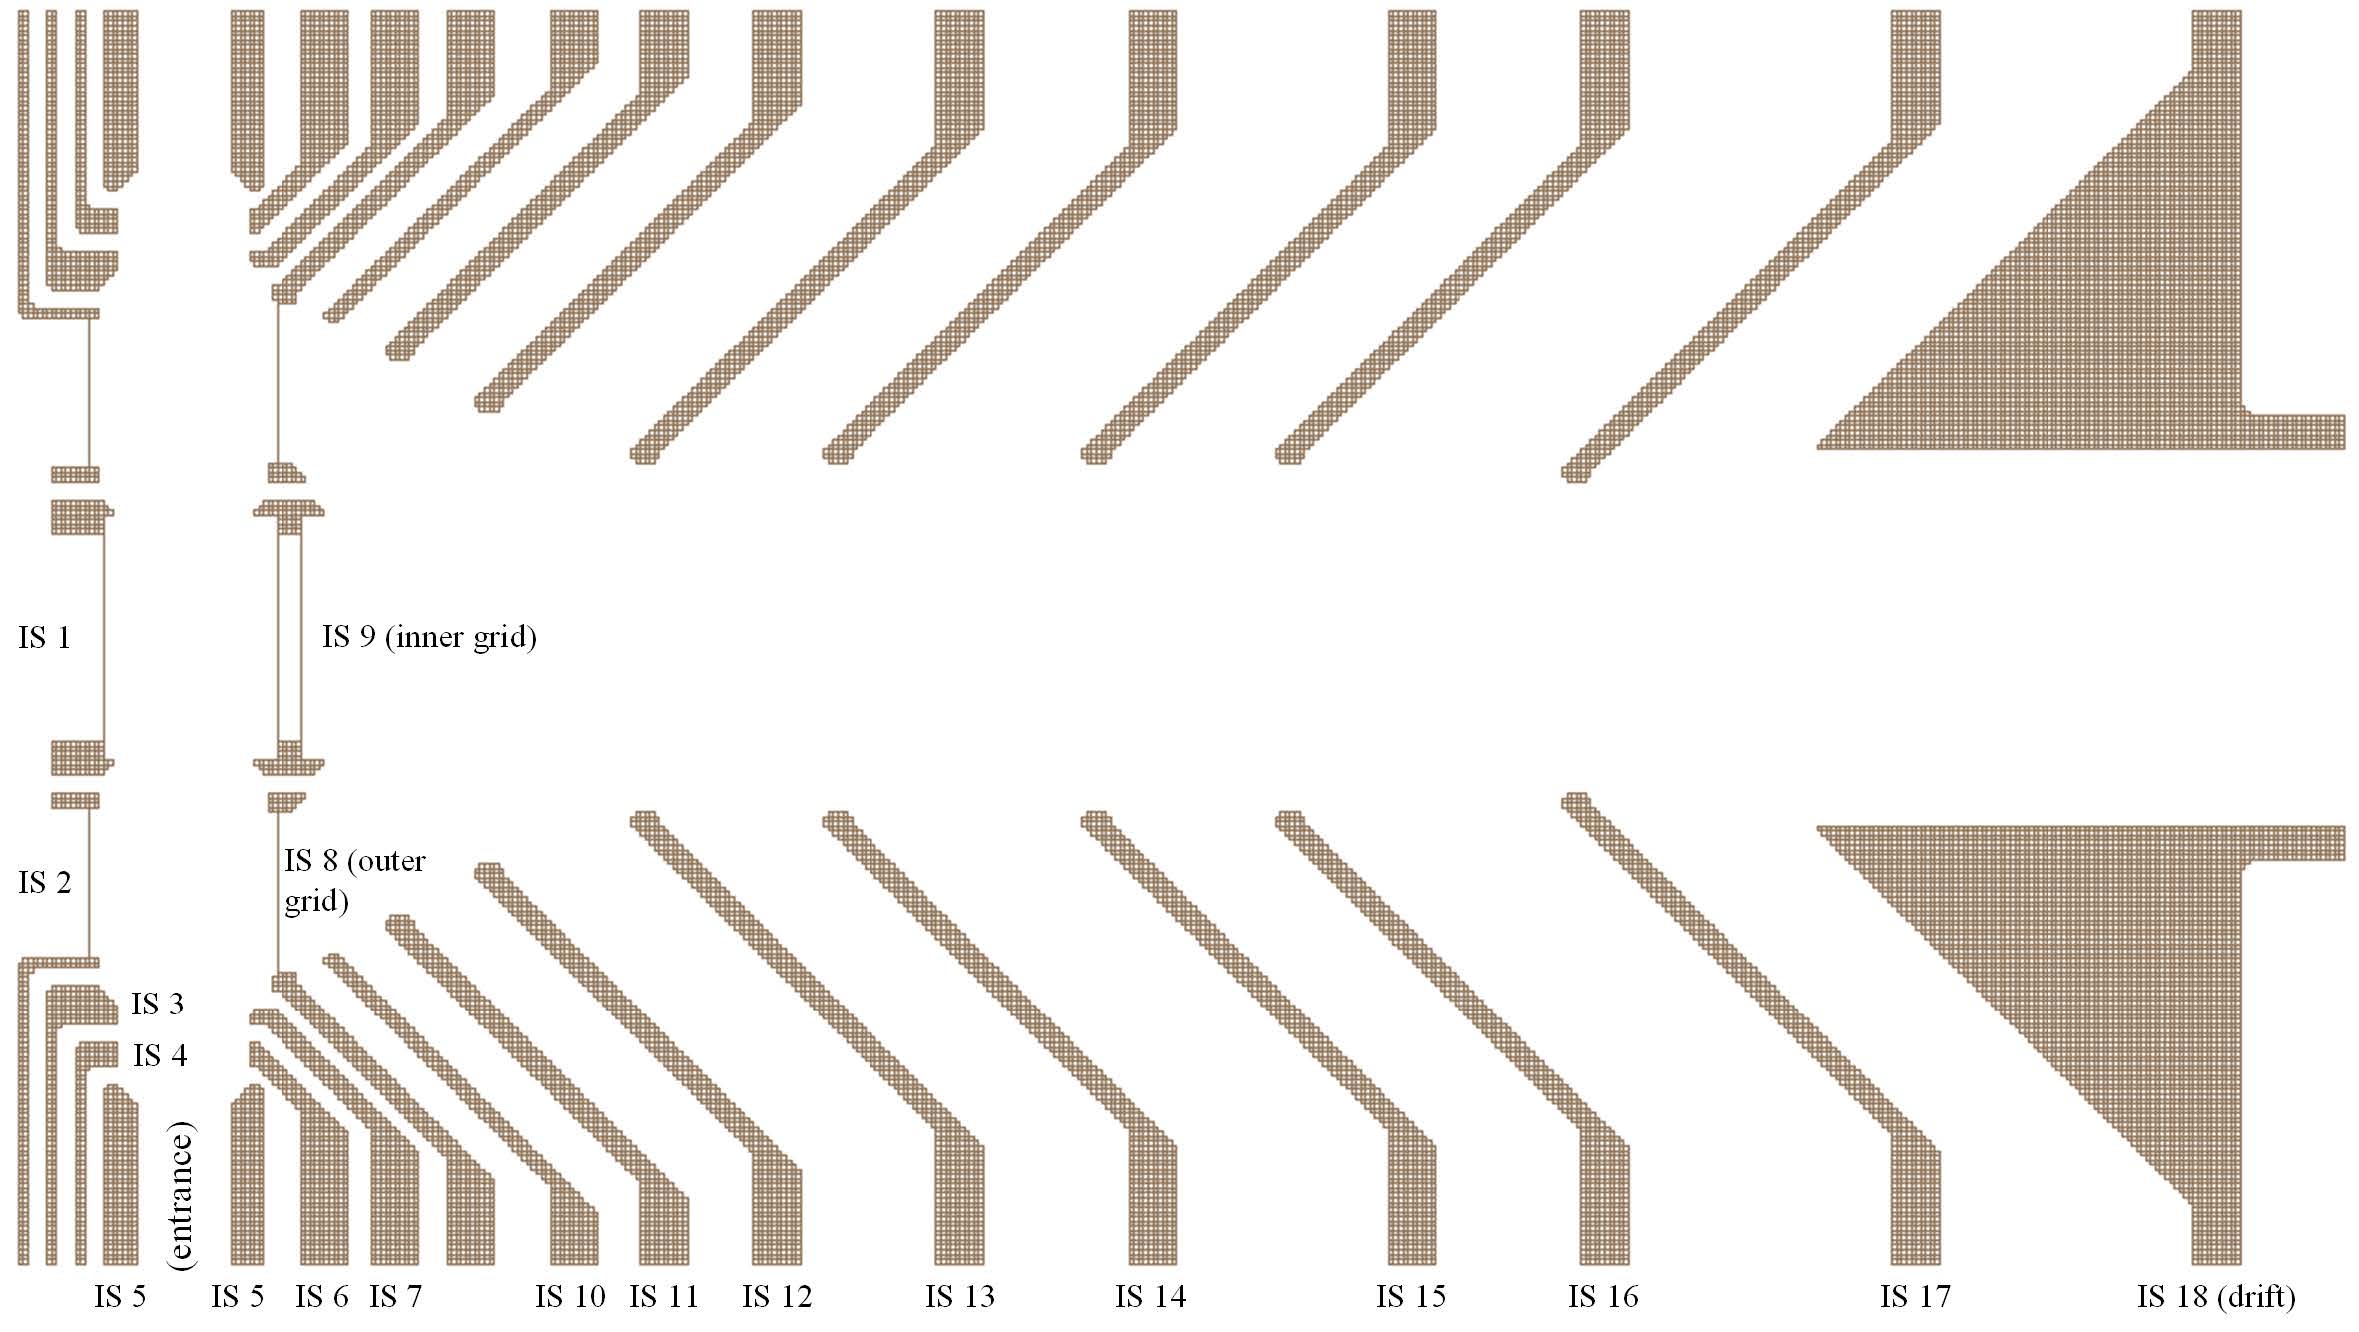 IS 1
IS 9 (inner grid)
IS 8 (outer
grid)
IS 2
IS 3
IS 4
(entrance)
IS 5
IS 5
IS 6
IS 7
IS 10
IS 11
IS 12
IS 13
IS 14
IS 15
IS 16
IS 17
IS 18 (drift)